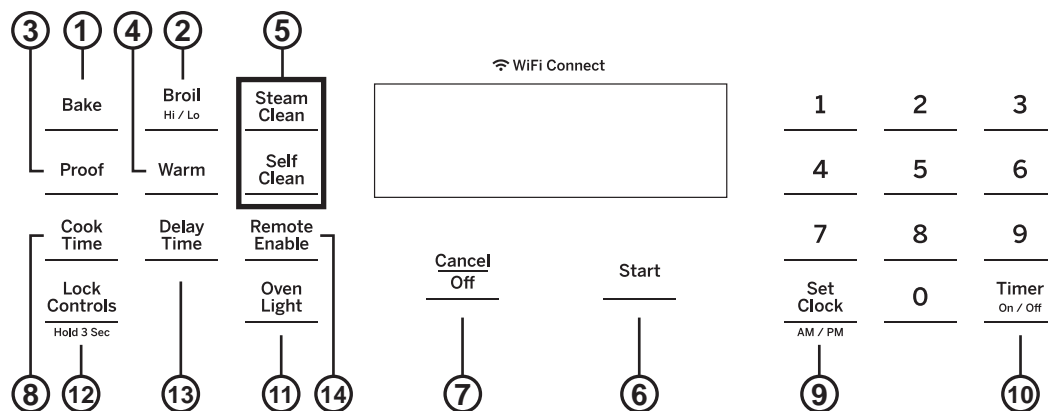 3 1 4 2 5
WiFi Connect
Bake
Broil
Hi / Lo
Steam
Clean
1 2 3
Proof
Warm
Self
Clean
4 5 6
Cook
Time
Delay
Time
Remote
Enable
7 8 9
Lock
Controls
Hold 3 Sec
Oven
Light
Cancel
Off
Start
Set
Clock
AM / PM
0
Timer
On / Off
8 12 13 11 14 7 6 9 10